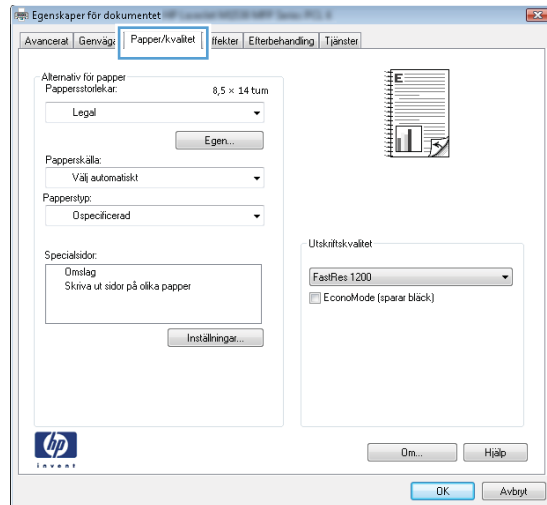 Egenskaper för dokumentet
Avancerat Genväga Papper/kvalitet ffekter Efterbehandling Tjänster
Alternativ för papper
Pappersstorlekar: 8,5 × 14 tum
Legal
Egen...
Papperskälla:
Välj automatiskt
Papperstyp:
Ospecificerad
Specialsidor:
Omslag
Skriva ut sidor på olika papper
Inställningar...
E
Utskriftskvalitet
FastRes 1200
EconoMode (sparar bläck)
hp
invent
Om... Hjälp
OK Avbryt